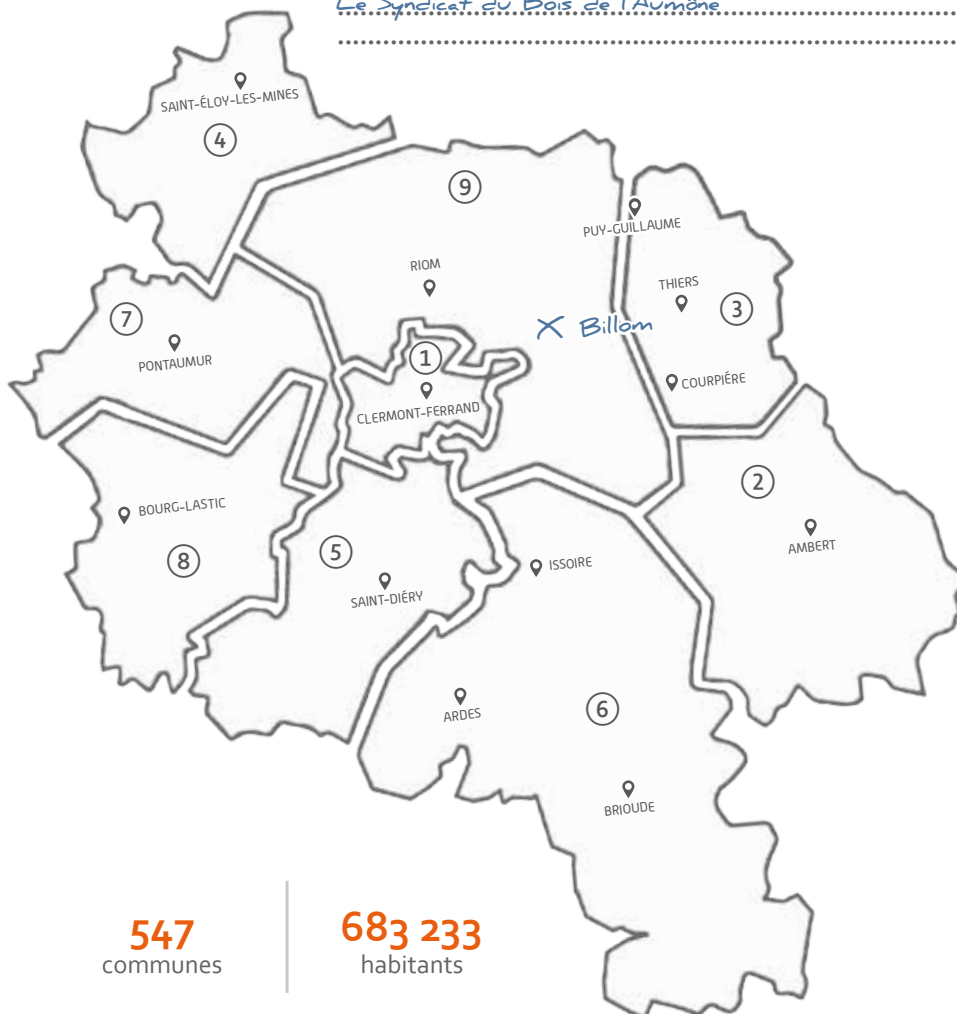 Le Syndicat du Bois de l'Aumône
SAINT-ÉLOY-LES-MINES
4
9
PUY-GUILLAUME
RIOM
THIERS
3
7
X Billom
1
PONTAUMUR
COURPIÉRE
CLERMONT-FERRAND
2
BOURG-LASTIC
AMBERT
5
8
ISSOIRE
SAINT-DIÉRY
ARDES
6
BRIOUDE
547
communes
683 233
habitants